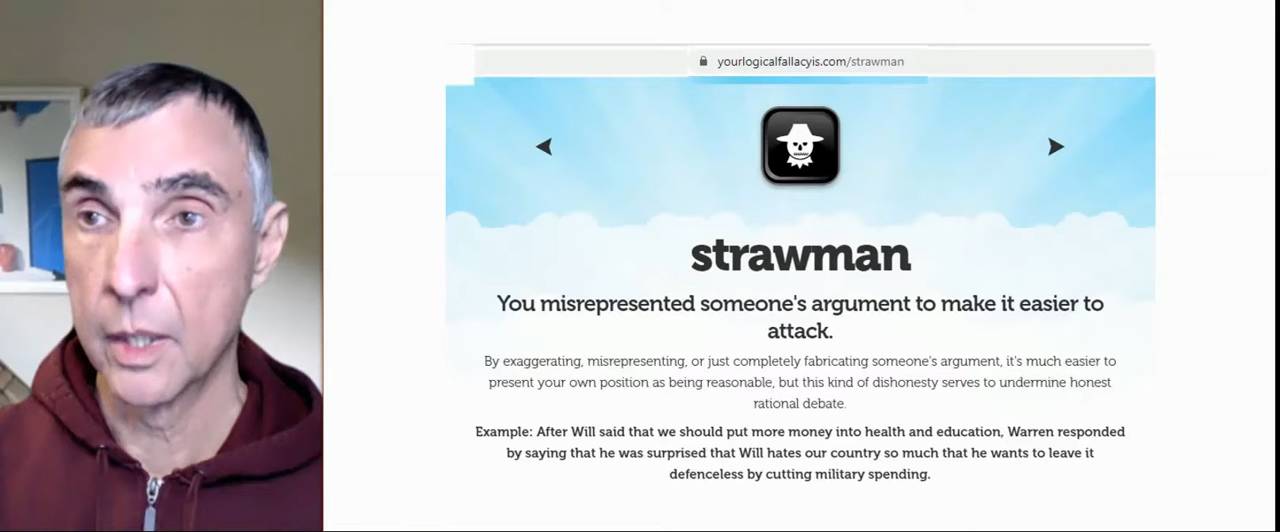 yourlogicalfallacyis.com/strawman
strawman
You misrepresented someone's argument to make it easier to
attack.
By exaggerating, misrepresenting, or just completely fabricating someone's argument, it's much easier to
present your own position as being reasonable, but this kind of dishonesty serves to undermine honest
rational debate.
Example: After Will said that we should put more money into health and education, Warren responded
by saying that he was surprised that Will hates our country so much that he wants to leave it
defenceless by cutting military spending.